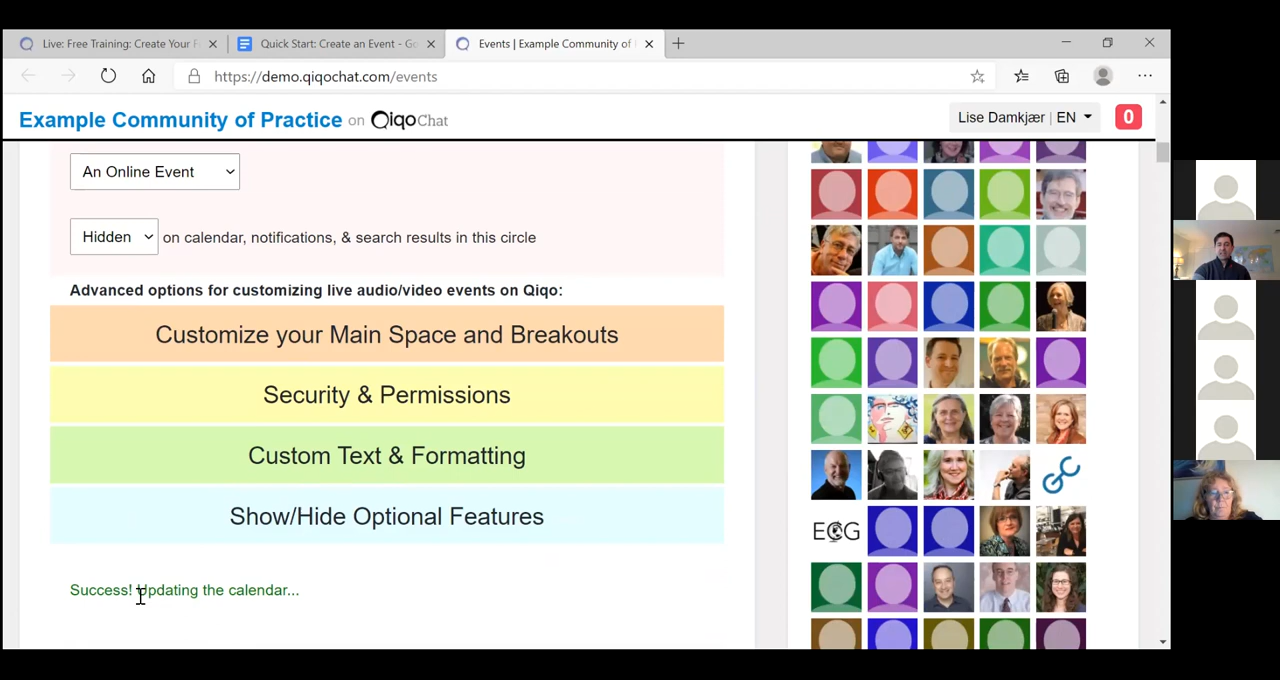 Live: Free Training: Create Your F
Quick Start: Create an Event - Go
Events | Example Community of
https://demo.qiqochat.com/events
Example Community of Practice on QiqoChat
Lise Damkjær | EN
0
An Online Event
Hidden on calendar, notifications, & search results in this circle
Advanced options for customizing live audio/video events on Qiqo:
Customize your Main Space and Breakouts
Security & Permissions
Custom Text & Formatting
Show/Hide Optional Features
Success! Updating the calendar...
GC
ECG